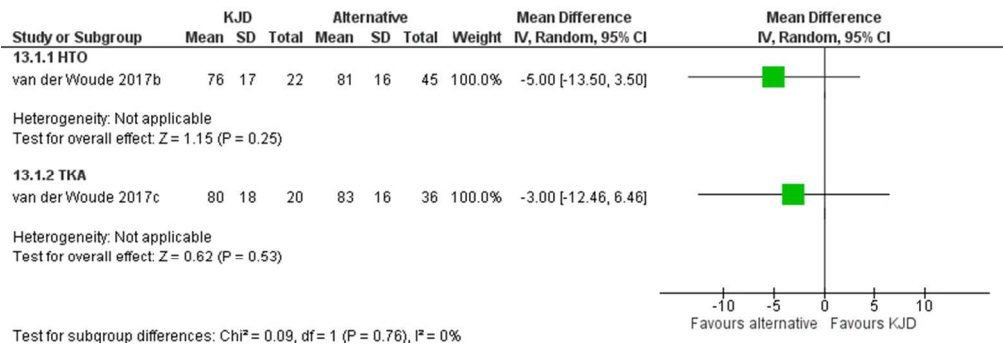 KJD Alternative Mean Difference Mean Difference
Study or Subgroup Mean SD Total Mean SD Total Weight IV, Random, 95% CI IV, Random, 95% CI
13.1.1 HTO
van der Woude 2017b 76 17 22 81 16 45 100.0% -5.00 [-13.50, 3.50]
Heterogeneity: Not applicable
Test for overall effect: Z = 1.15 (P = 0.25)
13.1.2 TKA
van der Woude 2017c 80 18 20 83 16 36 100.0% -3.00 [-12.46, 6.46]
Heterogeneity: Not applicable
Test for overall effect: Z = 0.62 (P = 0.53)
-10 -5 0 5 10
Favours alternative Favours KJD
Test for subgroup differences: Chi² = 0.09, df = 1 (P = 0.76), I² = 0%